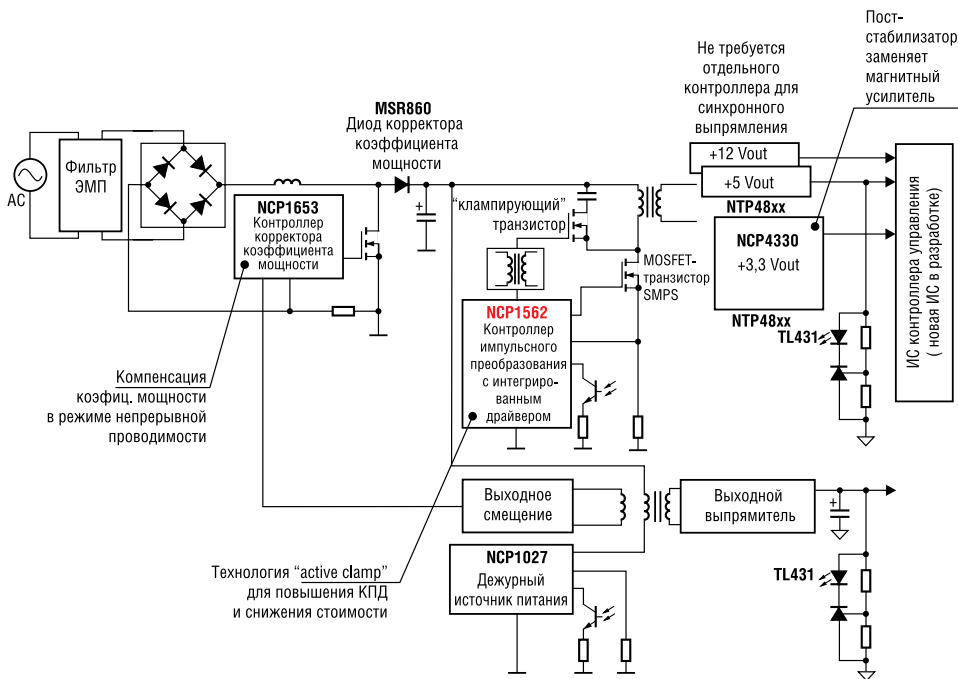 Пост-
стабилизатор
заменяет
магнитный
усилитель
Не требуется
отдельного
контроллера для
синхронного
выпрямления
MSR860
Диод корректора
коэффициента
мощности
AC
Фильтр
ЭМП
NCP1653
Контроллер
корректора
коэффициента
мощности
+
“клампирующий”
транзистор
MOSFET-
транзистор
SMPS
+12 Vout
+5 Vout
NTP48xx
NCP4330
+3,3 Vout
NTP48xx
TL431
ИС контроллера управления
( новая ИС в разработке)
NCP1562
Контроллер
импульсного
преобразования
с интегриро-
ванным
драйвером
Компенсация
коэфиц. мощности
в режиме непрерывной
проводимости
Выходное
смещение
Выходной
выпрямитель
+
NCP1027
Дежурный
источник питания
TL431
Технология “active clamp”
для повышения КПД
и снижения стоимости